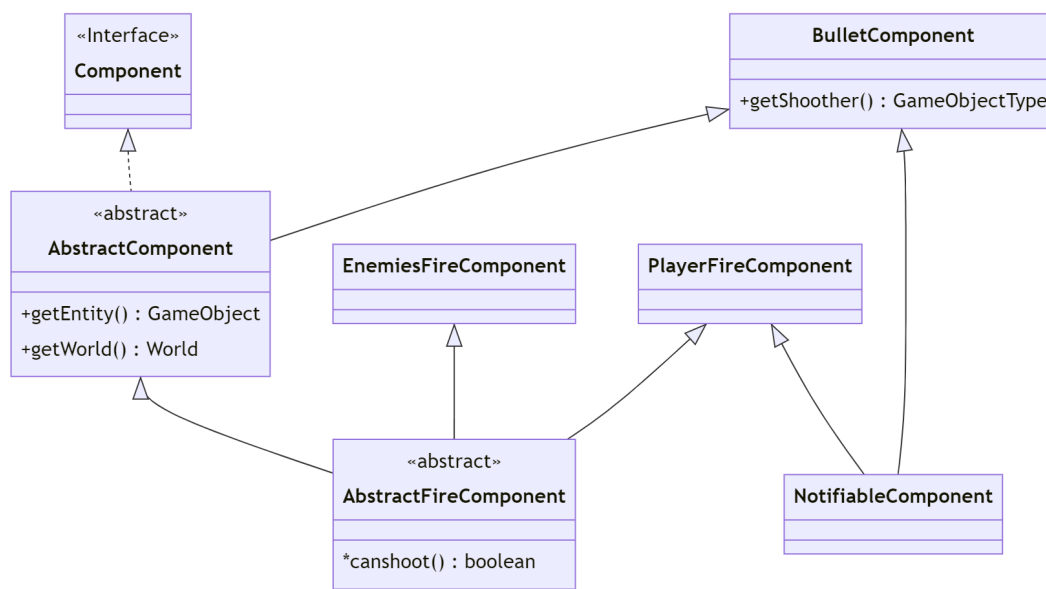 «Interface»
Component
BulletComponent
+getShoother() : GameObjectType
«abstract»
AbstractComponent
+getEntity() : GameObject
+getWorld() : World
EnemiesFireComponent
PlayerFireComponent
«abstract»
AbstractFireComponent
*canshoot() : boolean
NotifiableComponent